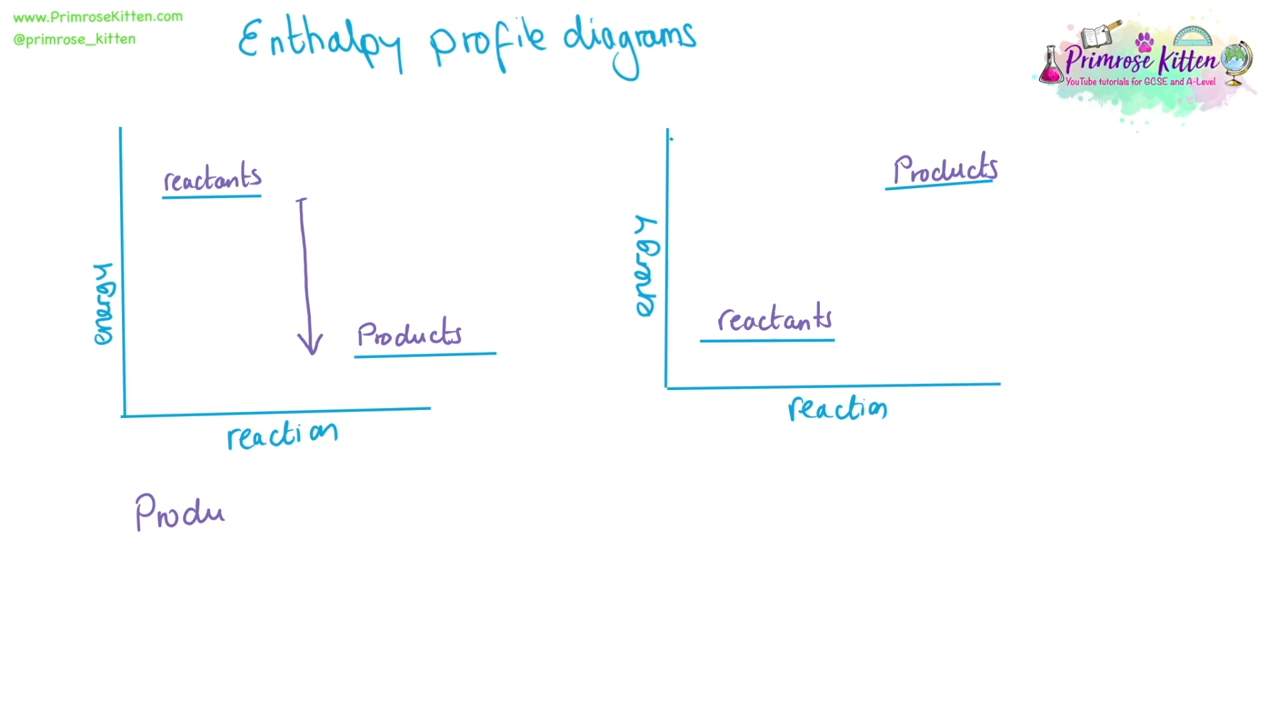 www.PrimroseKitten.com
@primrose_kitten
Enthalpy profile diagrams
Primrose Kitten
YouTube tutorials for GCSE and A-Level
reactants
energy
Products
reaction
Products
energy
reactants
reaction
Produ